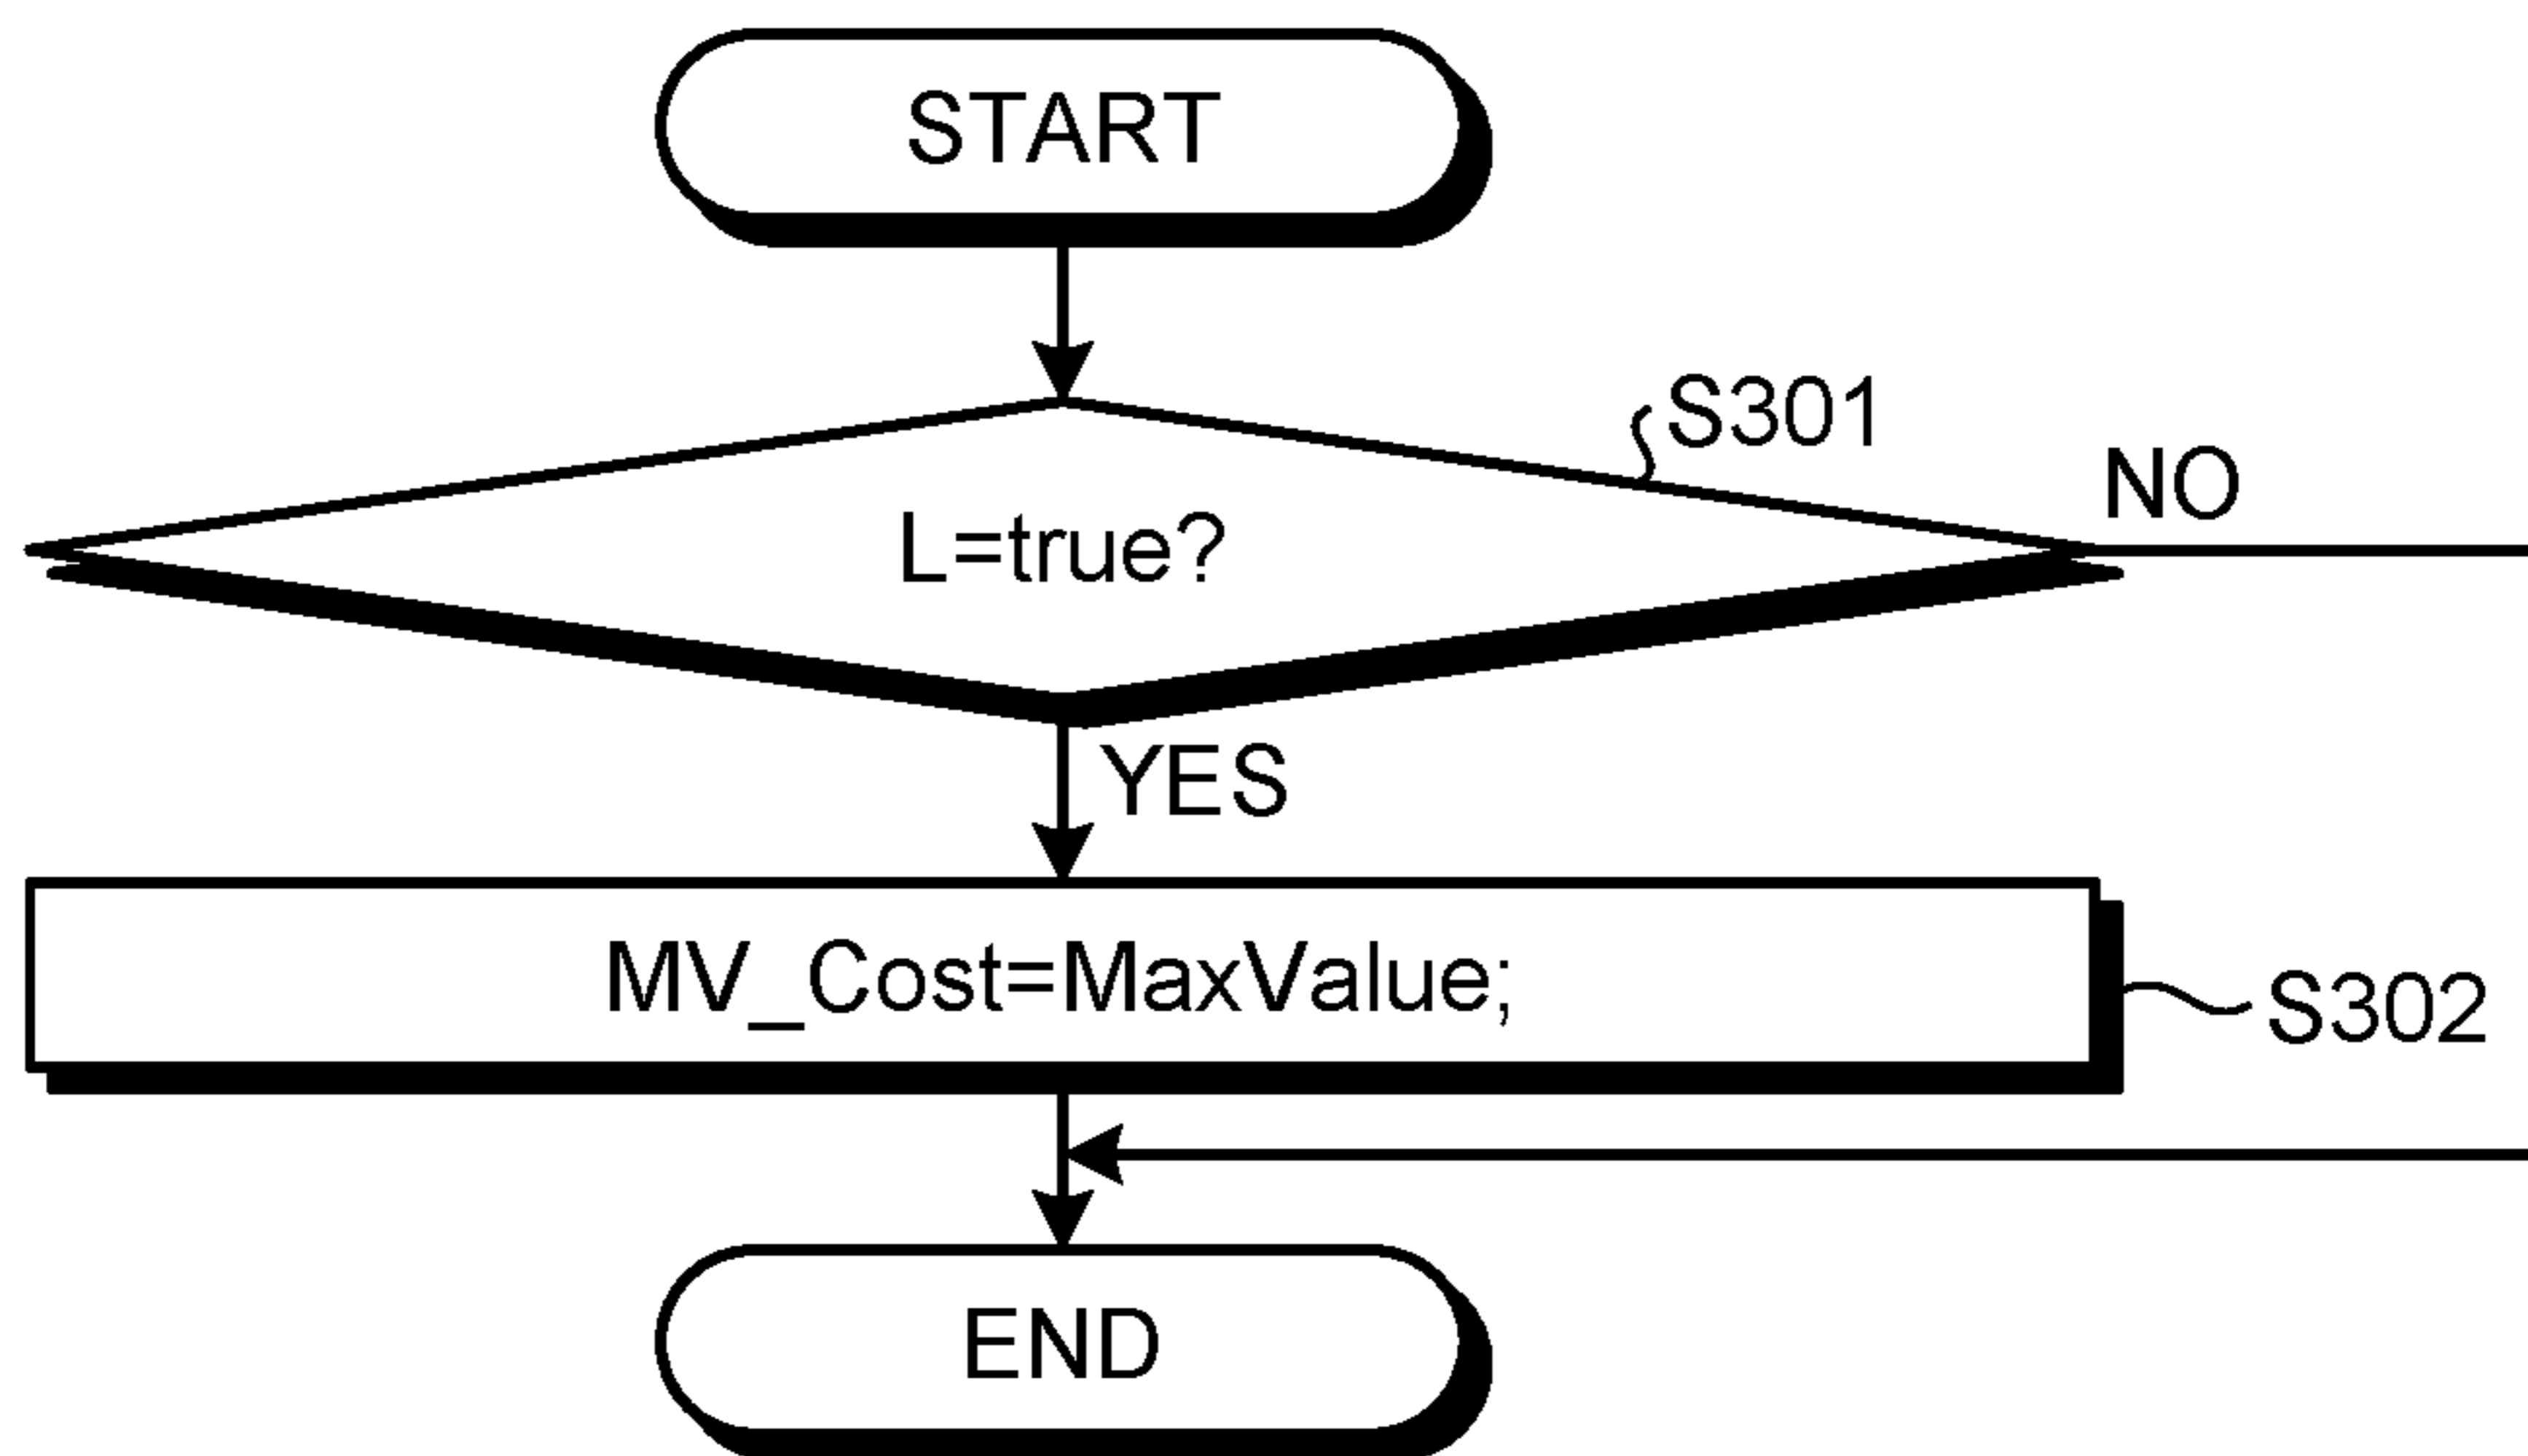 START
S301
NO
L=true?
YES
MV_Cost=MaxValue;
S302
END